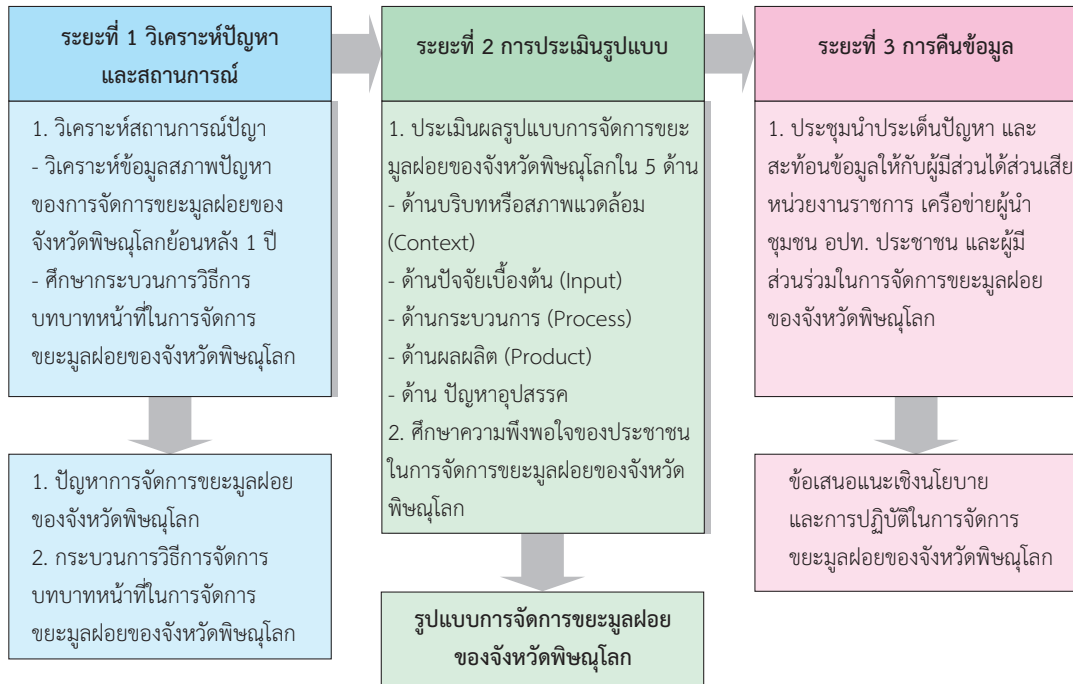 ระยะที่ 1 วิเคราะห์ปัญหา
และสถานการณ์
1. วิเคราะห์สถานการณ์ปัญา
- วิเคราะห์ข้อมูลสภาพปัญหา
ของการจัดการขยะมูลฝอยของ
จังหวัดพิษณุโลกย้อนหลัง 1 ปี
- ศึกษากระบวนการวิธีการ
บทบาทหน้าที่ในการจัดการ
ขยะมูลฝอยของจังหวัดพิษณุโลก
1. ปัญหาการจัดการขยะมูลฝอย
ของจังหวัดพิษณุโลก
2. กระบวนการวิธีการจัดการ
บทบาทหน้าที่ในการจัดการ
ขยะมูลฝอยของจังหวัดพิษณุโลก
ระยะที่ 2 การประเมินรูปแบบ
1. ประเมินผลรูปแบบการจัดการขยะ
มูลฝอยของจังหวัดพิษณุโลกใน 5 ด้าน
- ด้านบริบทหรือสภาพแวดล้อม
(Context)
- ด้านปัจจัยเบื้องต้น (Input)
- ด้านกระบวนการ (Process)
- ด้านผลผลิต (Product)
- ด้าน ปัญหาอุปสรรค
2. ศึกษาความพึงพอใจของประชาชน
ในการจัดการขยะมูลฝอยของจังหวัด
พิษณุโลก
รูปแบบการจัดการขยะมูลฝอย
ของจังหวัดพิษณุโลก
ระยะที่ 3 การคืนข้อมูล
1. ประชุมนำประเด็นปัญหา และ
สะท้อนข้อมูลให้กับผู้มีส่วนได้ส่วนเสีย
หน่วยงานราชการ เครือข่ายผู้นำ
ชุมชน อปท. ประชาชน และผู้มี
ส่วนร่วมในการจัดการขยะมูลฝอย
ของจังหวัดพิษณุโลก
ข้อเสนอแนะเชิงนโยบาย
และการปฏิบัติในการจัดการ
ขยะมูลฝอยของจังหวัดพิษณุโลก